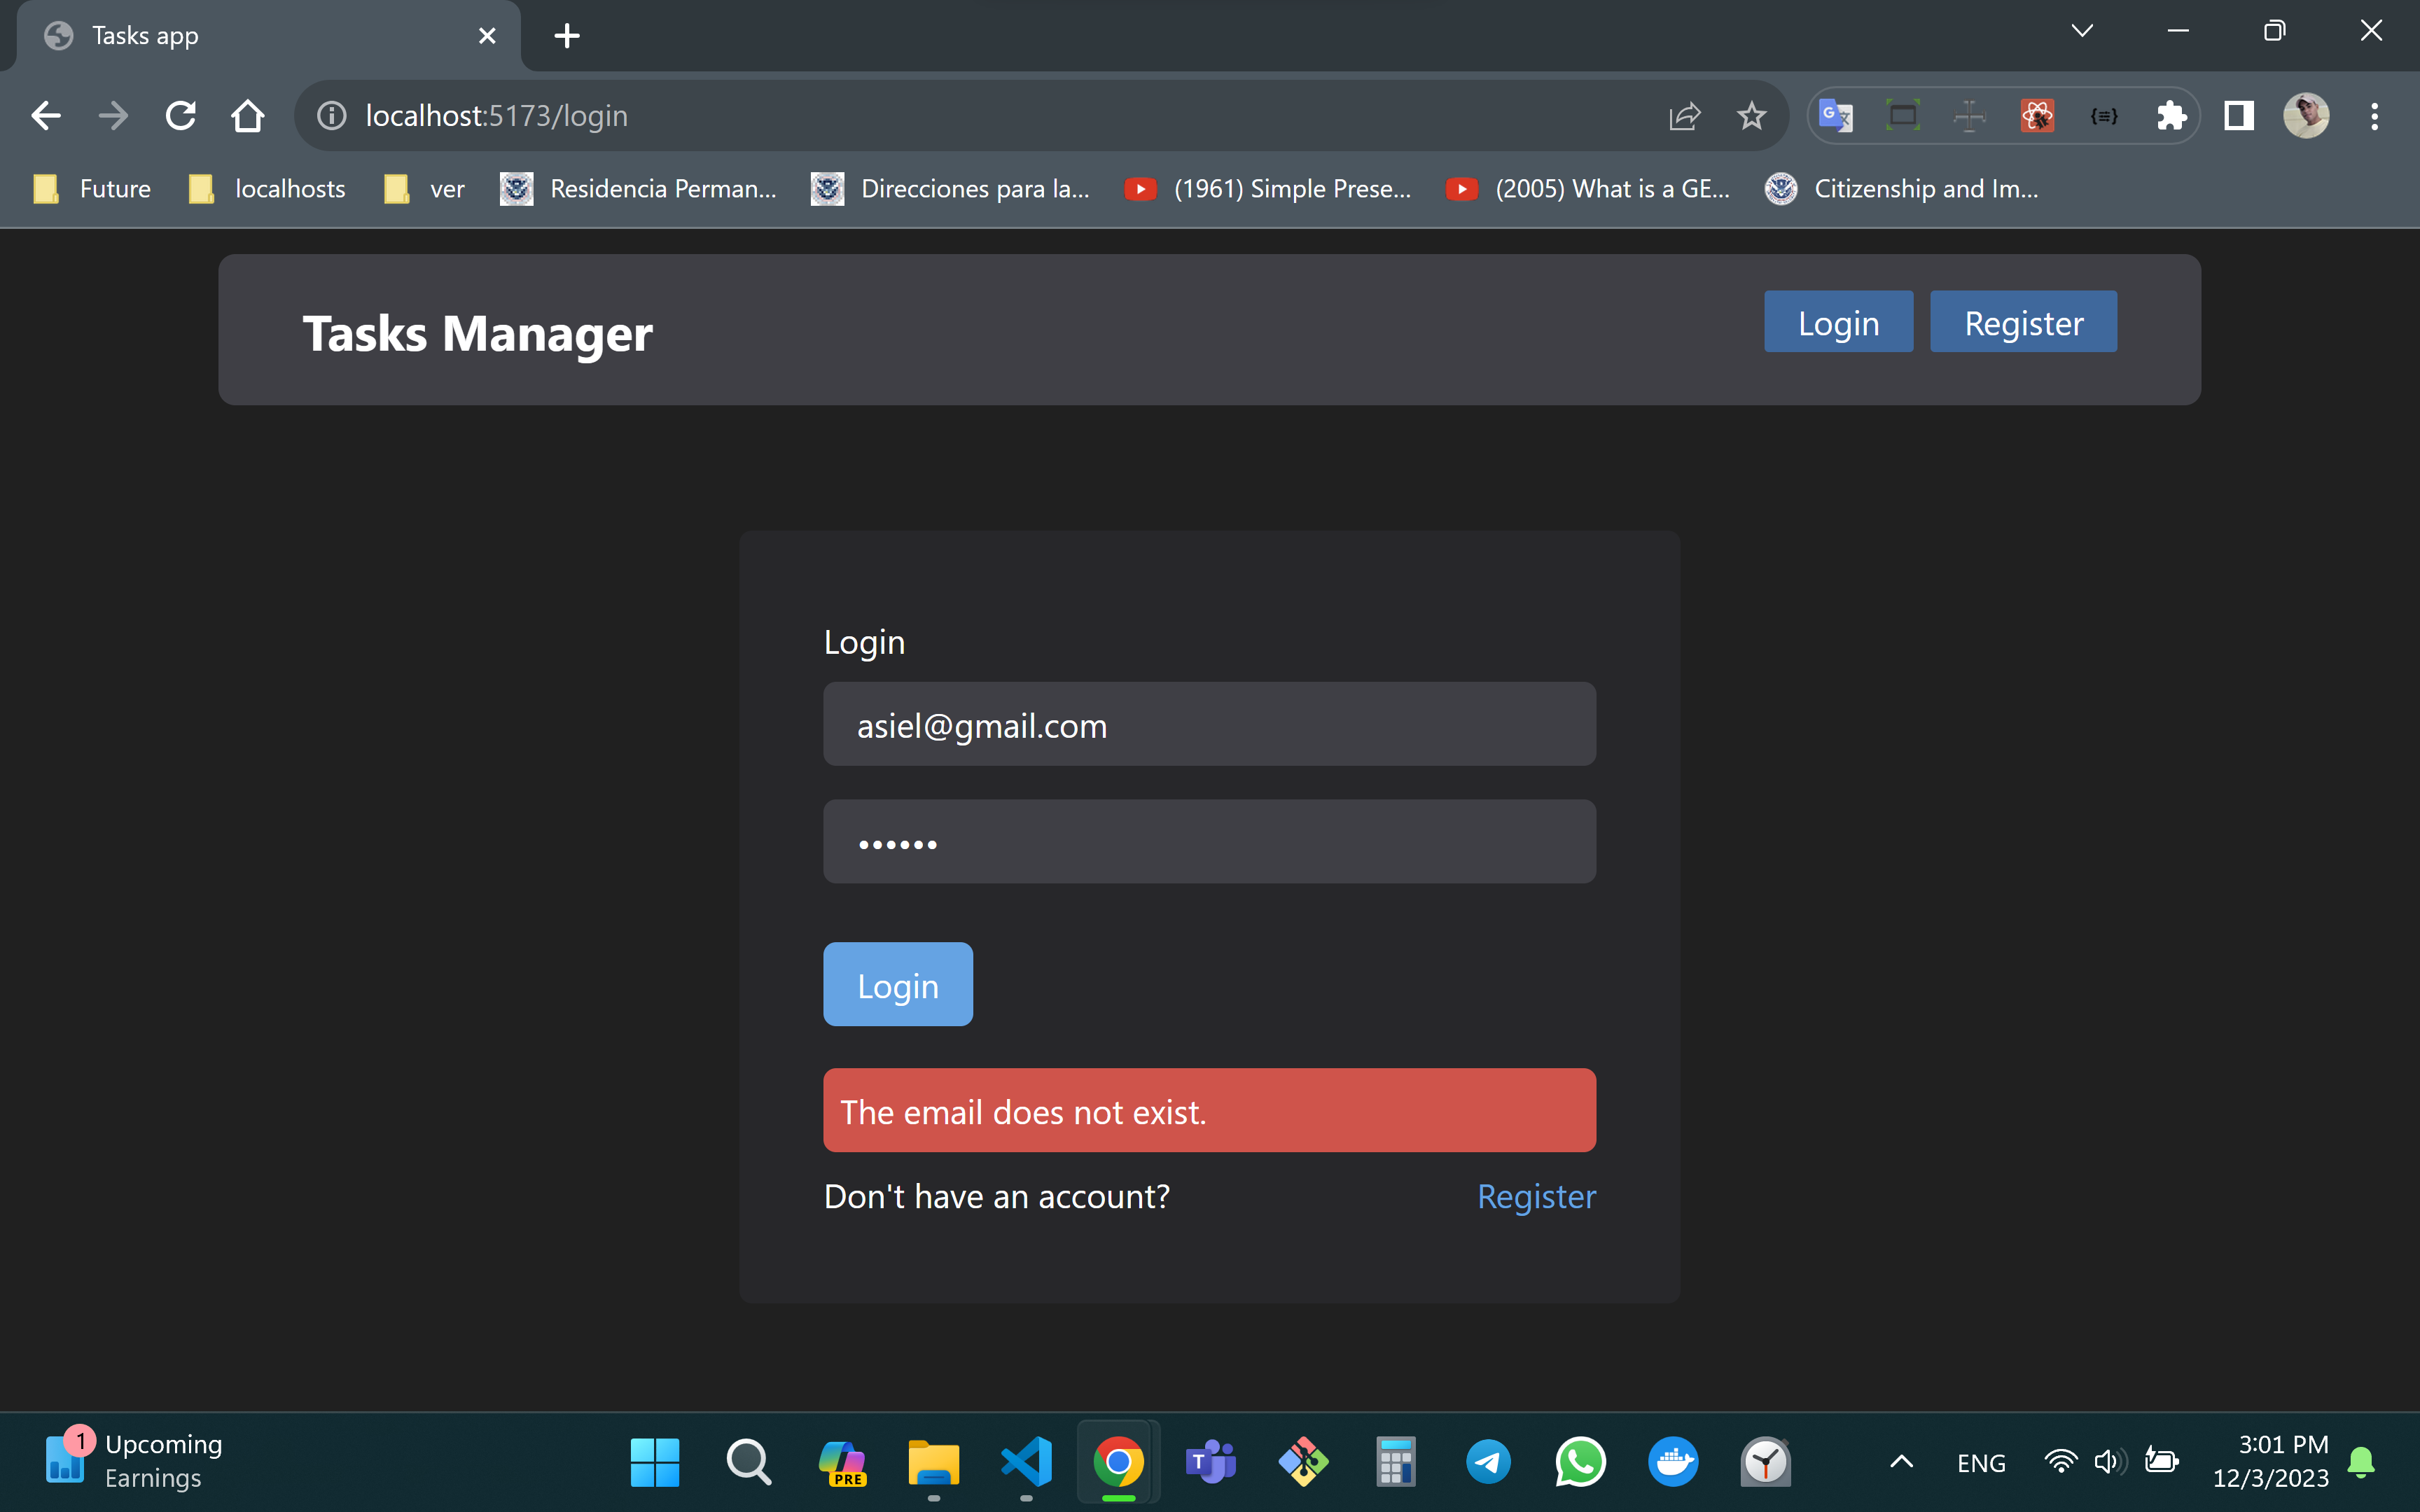 Tasks app
localhost:5173/login
Future
localhosts
ver
Residencia Perman...
Direcciones para la...
(1961) Simple Prese...
(2005) What is a GE...
Citizenship and Im...
Tasks Manager
Login
Register
Login
asiel@gmail.com
••••••
Login
The email does not exist.
Don't have an account?
Register
1
Upcoming
Earnings
PRE
T
ENG
3:01 PM
12/3/2023